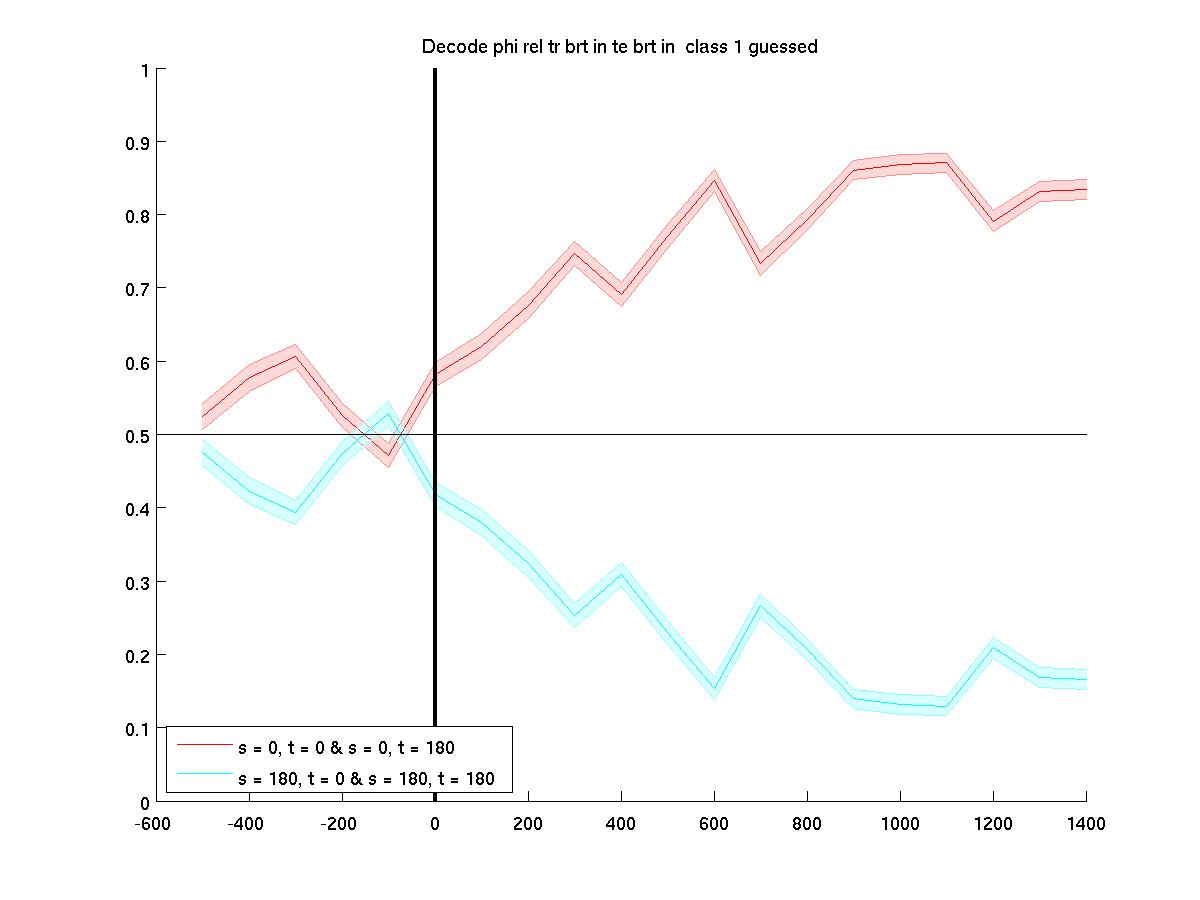 Decode phi rel tr brt in te brt in  class 1 guessed
1
0.9
0.8
0.7
0.6
0.5
0.4
0.3
0.2
0.1
0
s = 0, t = 0 & s = 0, t = 180
s = 180, t = 0 & s = 180, t = 180
-600 -400 -200 0 200 400 600 800 1000 1200 1400